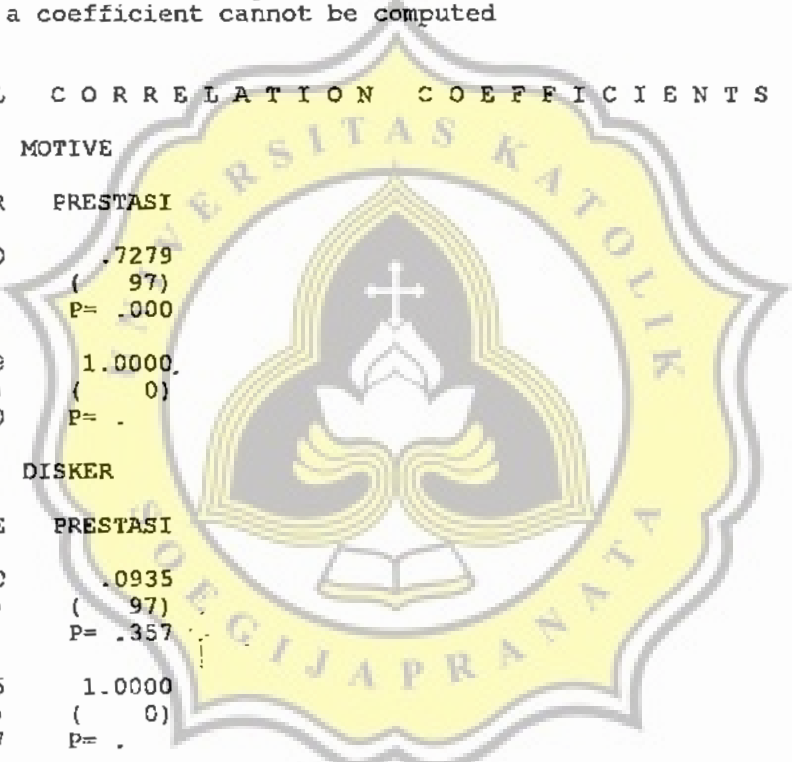 a coefficient cannot be computed
L C O R R E L A T I O N C O E F F I C I E N T S
MOTIVE
R PRESTASI
.7279
( 97)
P= .000
1.0000
( 0)
P= .
DISKER
E PRESTASI
.0935
( 97)
P= .357
1.0000
( 0)
P= .
UNIVERSITAS KATOLIK
SOEGIJAPRANATA